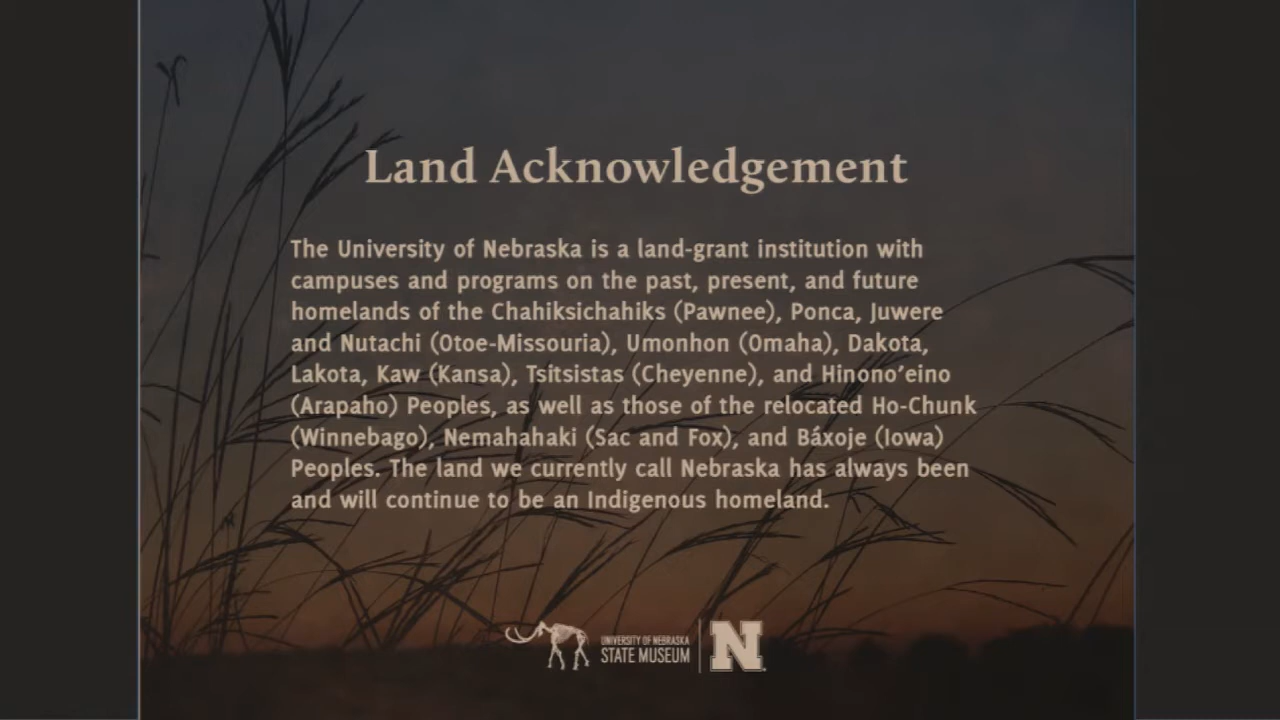 Land Acknowledgement
The University of Nebraska is a land-grant institution with
campuses and programs on the past, present, and future
homelands of the Chahiksichahiks (Pawnee), Ponca, Juwere
and Nutachi (Otoe-Missouria), Umonhon (Omaha), Dakota,
Lakota, Kaw (Kansa), Tsitsistas (Cheyenne), and Hinono’eino
(Arapaho) Peoples, as well as those of the relocated Ho-Chunk
(Winnebago), Nemahahaki (Sac and Fox), and Báxoje (Iowa)
Peoples. The land we currently call Nebraska has always been
and will continue to be an Indigenous homeland.
UNIVERSITY OF NEBRASKA
STATE MUSEUM
N